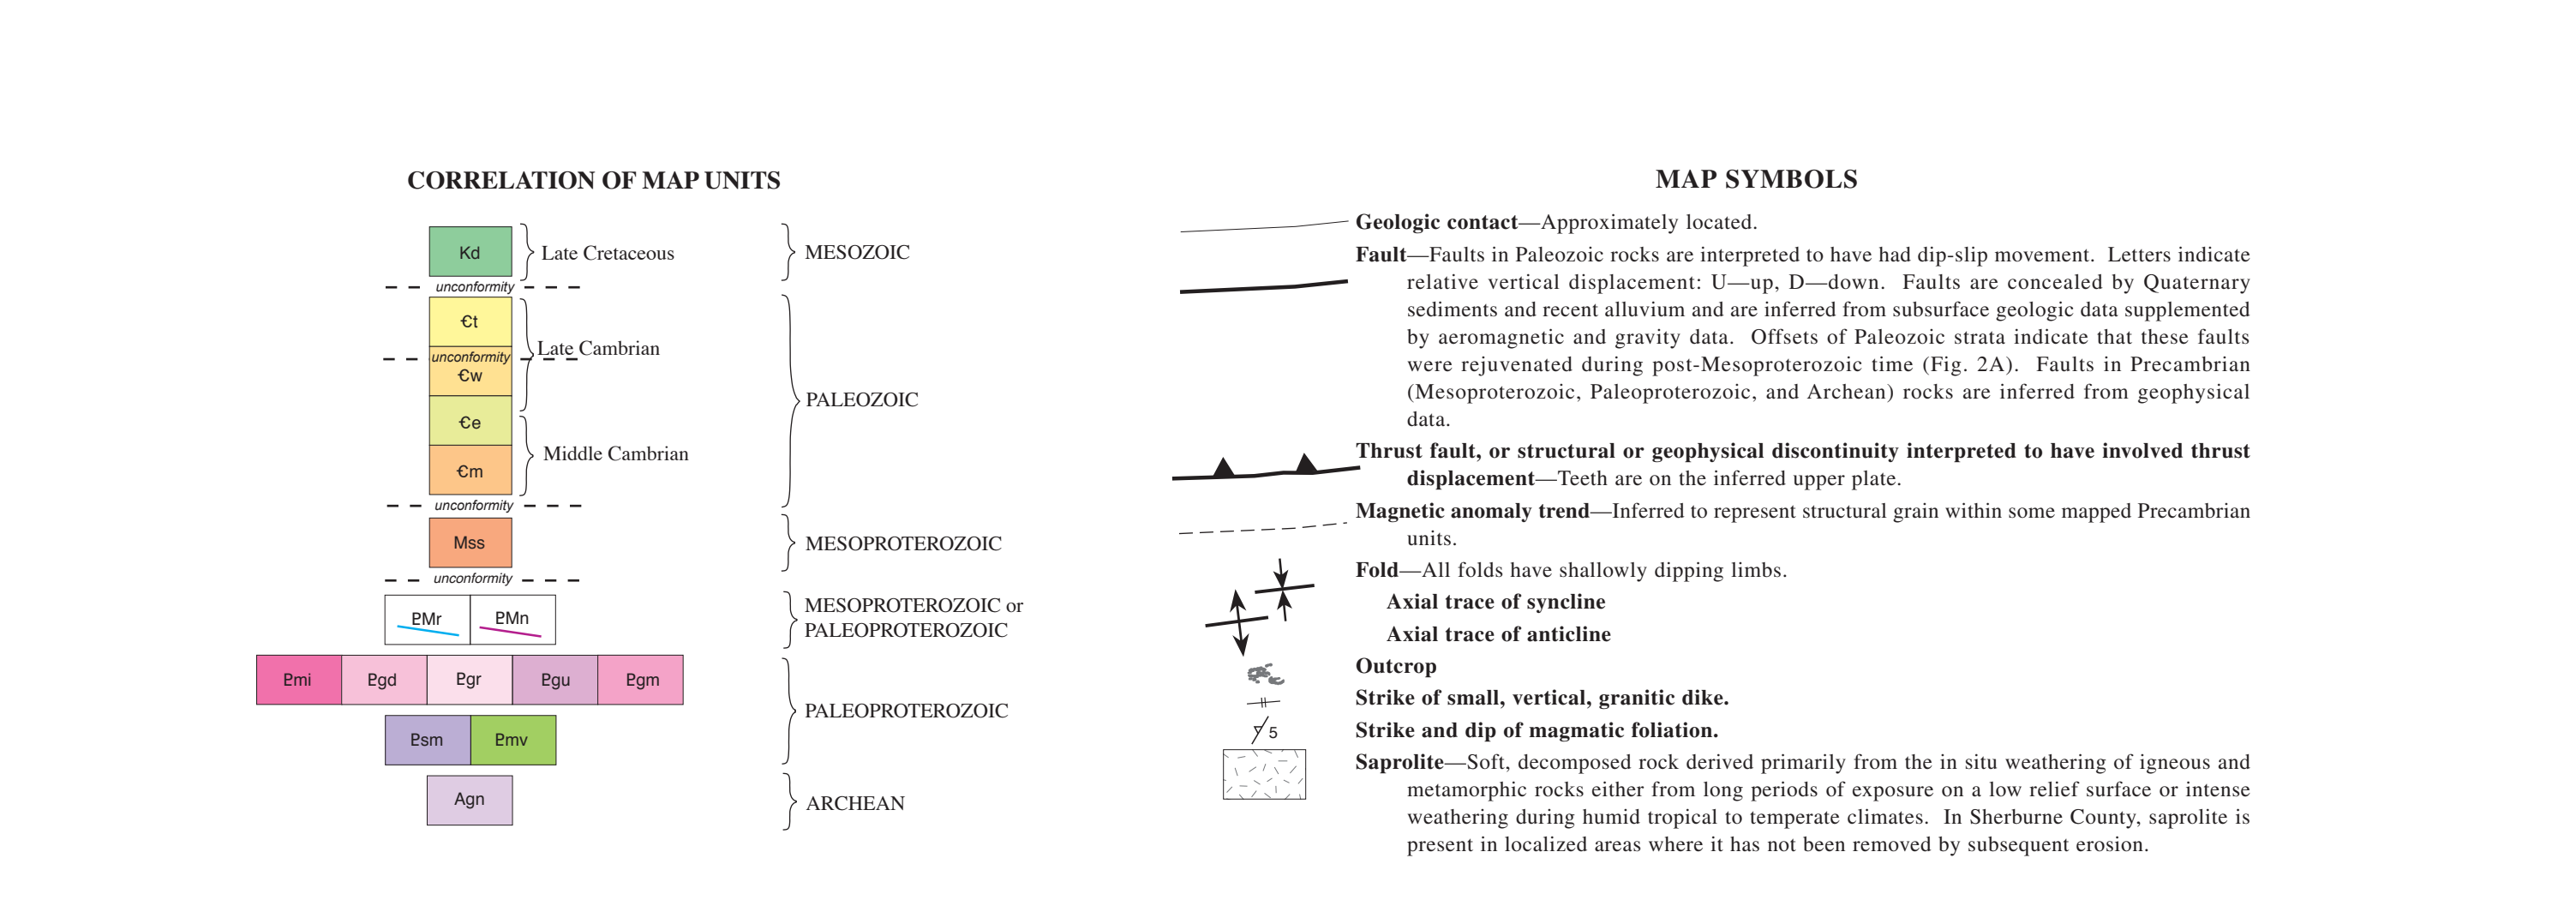 CORRELATION OF MAP UNITS
Kd
Late Cretaceous
MESOZOIC
unconformity
Ꞓt
Late Cambrian
unconformity
Ꞓw
PALEOZOIC
Ꞓe
Middle Cambrian
Ꞓm
unconformity
Mss
MESOPROTEROZOIC
unconformity
ⱣMr
ⱣMn
MESOPROTEROZOIC or
PALEOPROTEROZOIC
Ᵽmi
Ᵽgd
Ᵽgr
Ᵽgu
Ᵽgm
PALEOPROTEROZOIC
Ᵽsm
Ᵽmv
Agn
ARCHEAN
MAP SYMBOLS
Geologic contact—Approximately located.
Fault—Faults in Paleozoic rocks are interpreted to have had dip-slip movement. Letters indicate
relative vertical displacement: U—up, D—down. Faults are concealed by Quaternary
sediments and recent alluvium and are inferred from subsurface geologic data supplemented
by aeromagnetic and gravity data. Offsets of Paleozoic strata indicate that these faults
were rejuvenated during post-Mesoproterozoic time (Fig. 2A). Faults in Precambrian
(Mesoproterozoic, Paleoproterozoic, and Archean) rocks are inferred from geophysical
data.
Thrust fault, or structural or geophysical discontinuity interpreted to have involved thrust
displacement—Teeth are on the inferred upper plate.
Magnetic anomaly trend—Inferred to represent structural grain within some mapped Precambrian
units.
Fold—All folds have shallowly dipping limbs.
Axial trace of syncline
Axial trace of anticline
Outcrop
Strike of small, vertical, granitic dike.
5
Strike and dip of magmatic foliation.
Saprolite—Soft, decomposed rock derived primarily from the in situ weathering of igneous and
metamorphic rocks either from long periods of exposure on a low relief surface or intense
weathering during humid tropical to temperate climates. In Sherburne County, saprolite is
present in localized areas where it has not been removed by subsequent erosion.